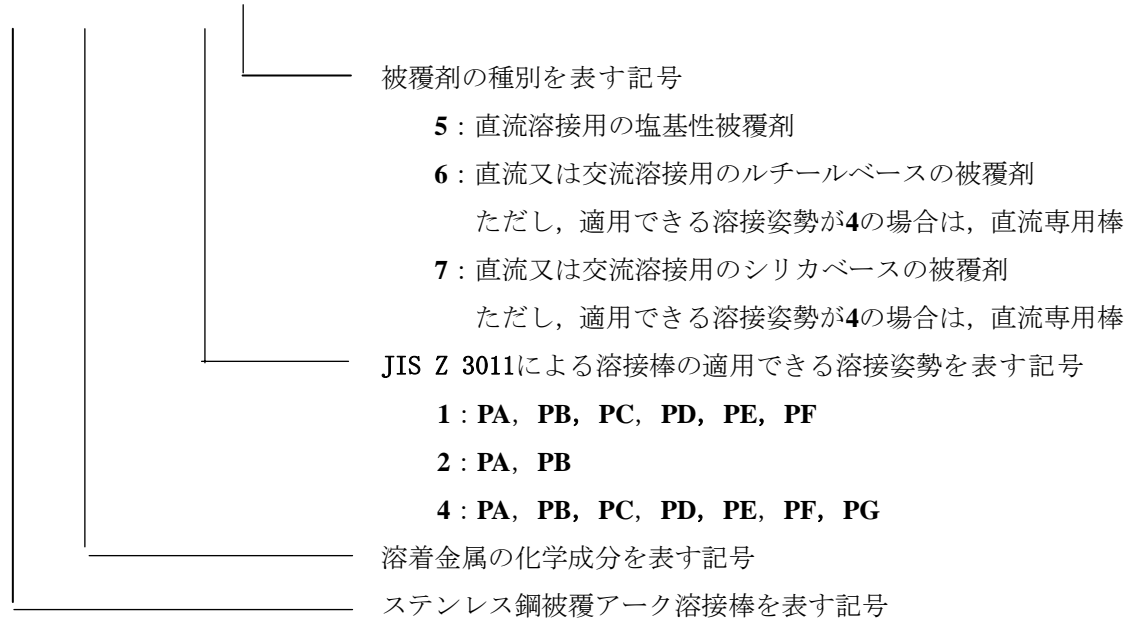 被覆剤の種別を表す記号
5：直流溶接用の塩基性被覆剤
6：直流又は交流溶接用のルチールベースの被覆剤
ただし，適用できる溶接姿勢が4の場合は，直流専用棒
7：直流又は交流溶接用のシリカベースの被覆剤
ただし，適用できる溶接姿勢が4の場合は，直流専用棒
JIS Z 3011による溶接棒の適用できる溶接姿勢を表す記号
1：PA，PB，PC，PD，PE，PF
2：PA，PB
4：PA，PB，PC，PD，PE，PF，PG
溶着金属の化学成分を表す記号
ステンレス鋼被覆アーク溶接棒を表す記号